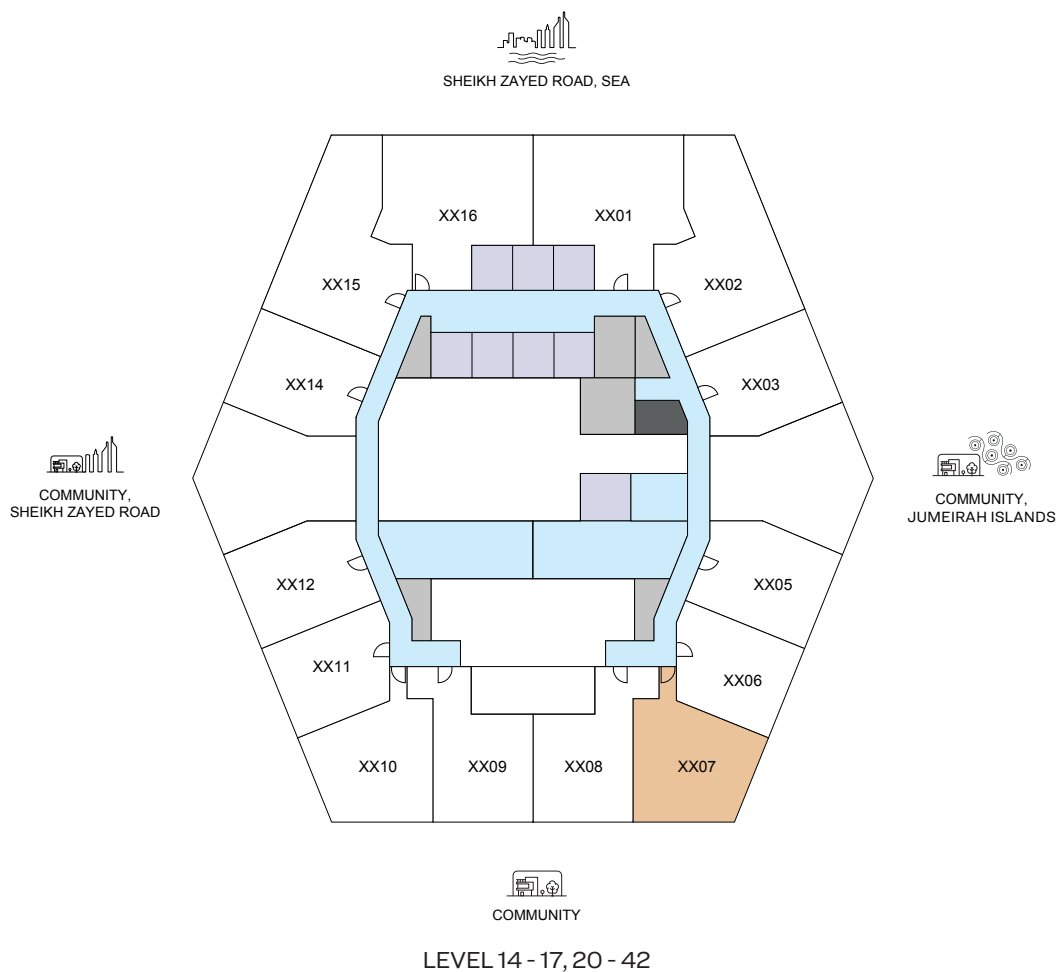 SHEIKH ZAYED ROAD, SEA
XX16
XX01
XX15
XX02
XX14
XX03
COMMUNITY,
SHEIKH ZAYED ROAD
COMMUNITY,
JUMEIRAH ISLANDS
XX12
XX05
XX11
XX06
XX10
XX09
XX08
XX07
COMMUNITY
LEVEL 14 - 17, 20 - 42